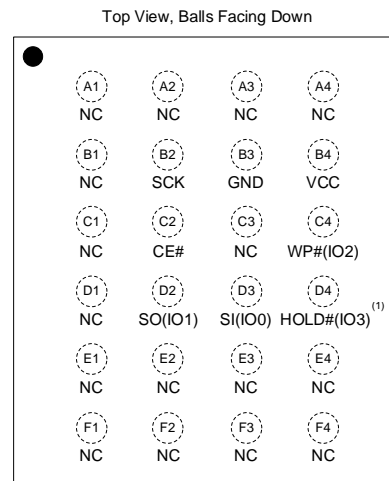 Top View, Balls Facing Down
A1 A2 A3 A4
NC NC NC NC
B1 B2 B3 B4
NC SCK GND VCC
C1 C2 C3 C4
NC CE# NC WP#(IO2)
D1 D2 D3 D4
NC SO(IO1) SI(IO0) HOLD#(IO3) (1)
E1 E2 E3 E4
NC NC NC NC
F1 F2 F3 F4
NC NC NC NC